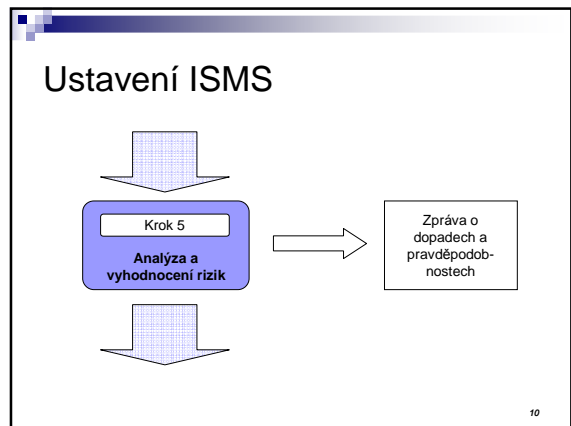 Ustavení ISMS
Krok 5
Analýza a
vyhodnocení rizik
Zpráva o
dopadech a
pravděpodob-
nostech
10